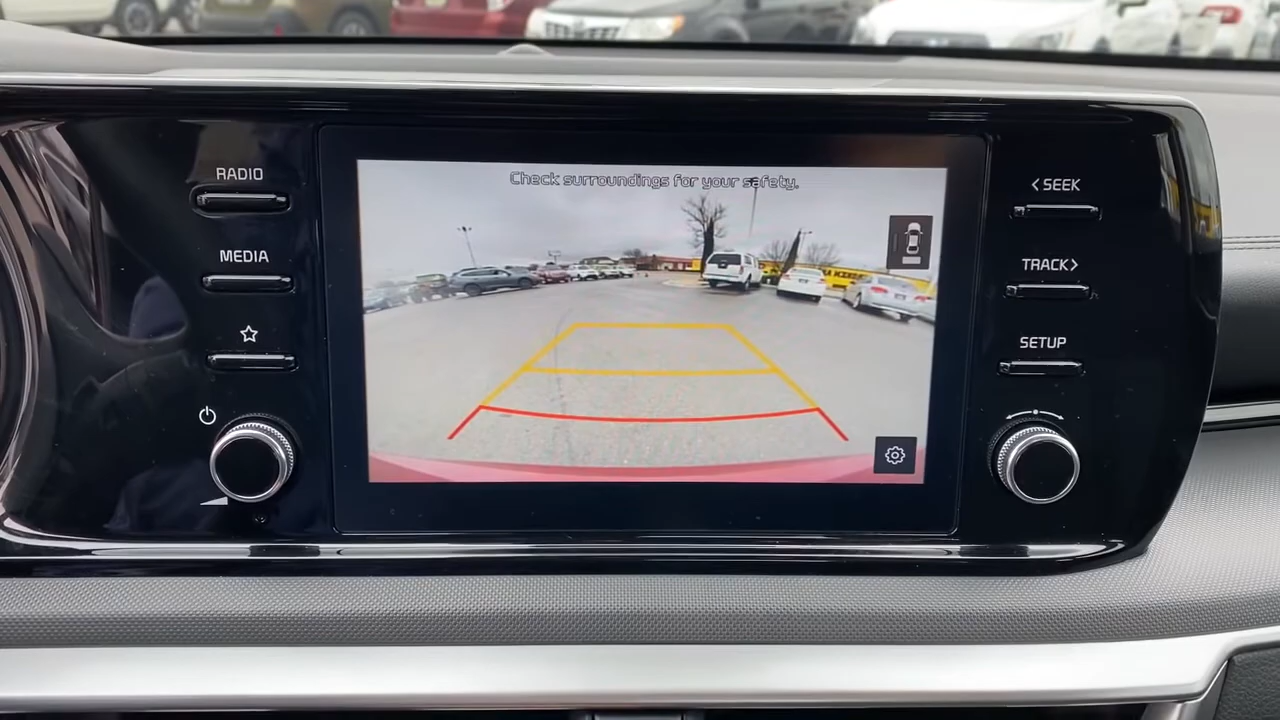 Check surroundings for your safety.
RADIO
MEDIA
< SEEK
TRACK >
SETUP